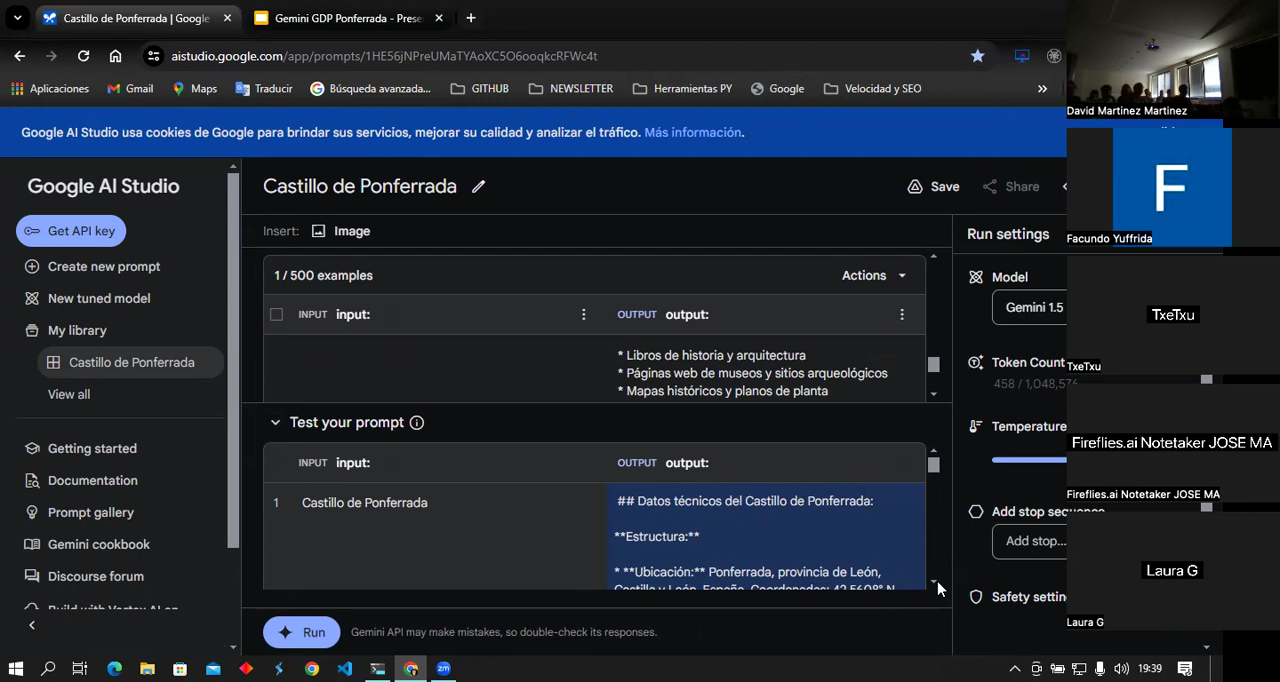 Castillo de Ponferrada | Google
Gemini GDP Ponferrada - Prese
aistudio.google.com/app/prompts/1HE56jNPreUMaTYAoXC5O6ooqkcRFWc4t
Aplicaciones
Gmail
Maps
Traducir
Búsqueda avanzada...
GITHUB
NEWSLETTER
Herramientas PY
Google
Velocidad y SEO
David Martinez Martinez
Google AI Studio usa cookies de Google para brindar sus servicios, mejorar su calidad y analizar el tráfico. Más información.
Google AI Studio
Get API key
Create new prompt
New tuned model
My library
Castillo de Ponferrada
View all
Getting started
Documentation
Prompt gallery
Gemini cookbook
Discourse forum
Castillo de Ponferrada
Save
Share
Insert: Image
1 / 500 examples
Actions
INPUT input:
OUTPUT output:
* Libros de historia y arquitectura
* Páginas web de museos y sitios arqueológicos
* Mapas históricos y planos de planta
Test your prompt
INPUT input:
OUTPUT output:
1 Castillo de Ponferrada
## Datos técnicos del Castillo de Ponferrada:
**Estructura:**
* **Ubicación:** Ponferrada, provincia de León,
Run
Gemini API may make mistakes, so double-check its responses.
Run settings
Model
Gemini 1.5
Token Count
458 / 1,048,576
Temperature
Add stop sequence
Add stop...
Safety settin
F
Facundo Yuffrida
TxeTxu
TxeTxu
Fireflies.ai Notetaker JOSE MA
Fireflies.ai Notetaker JOSE MA
Laura G
Laura G
19:39